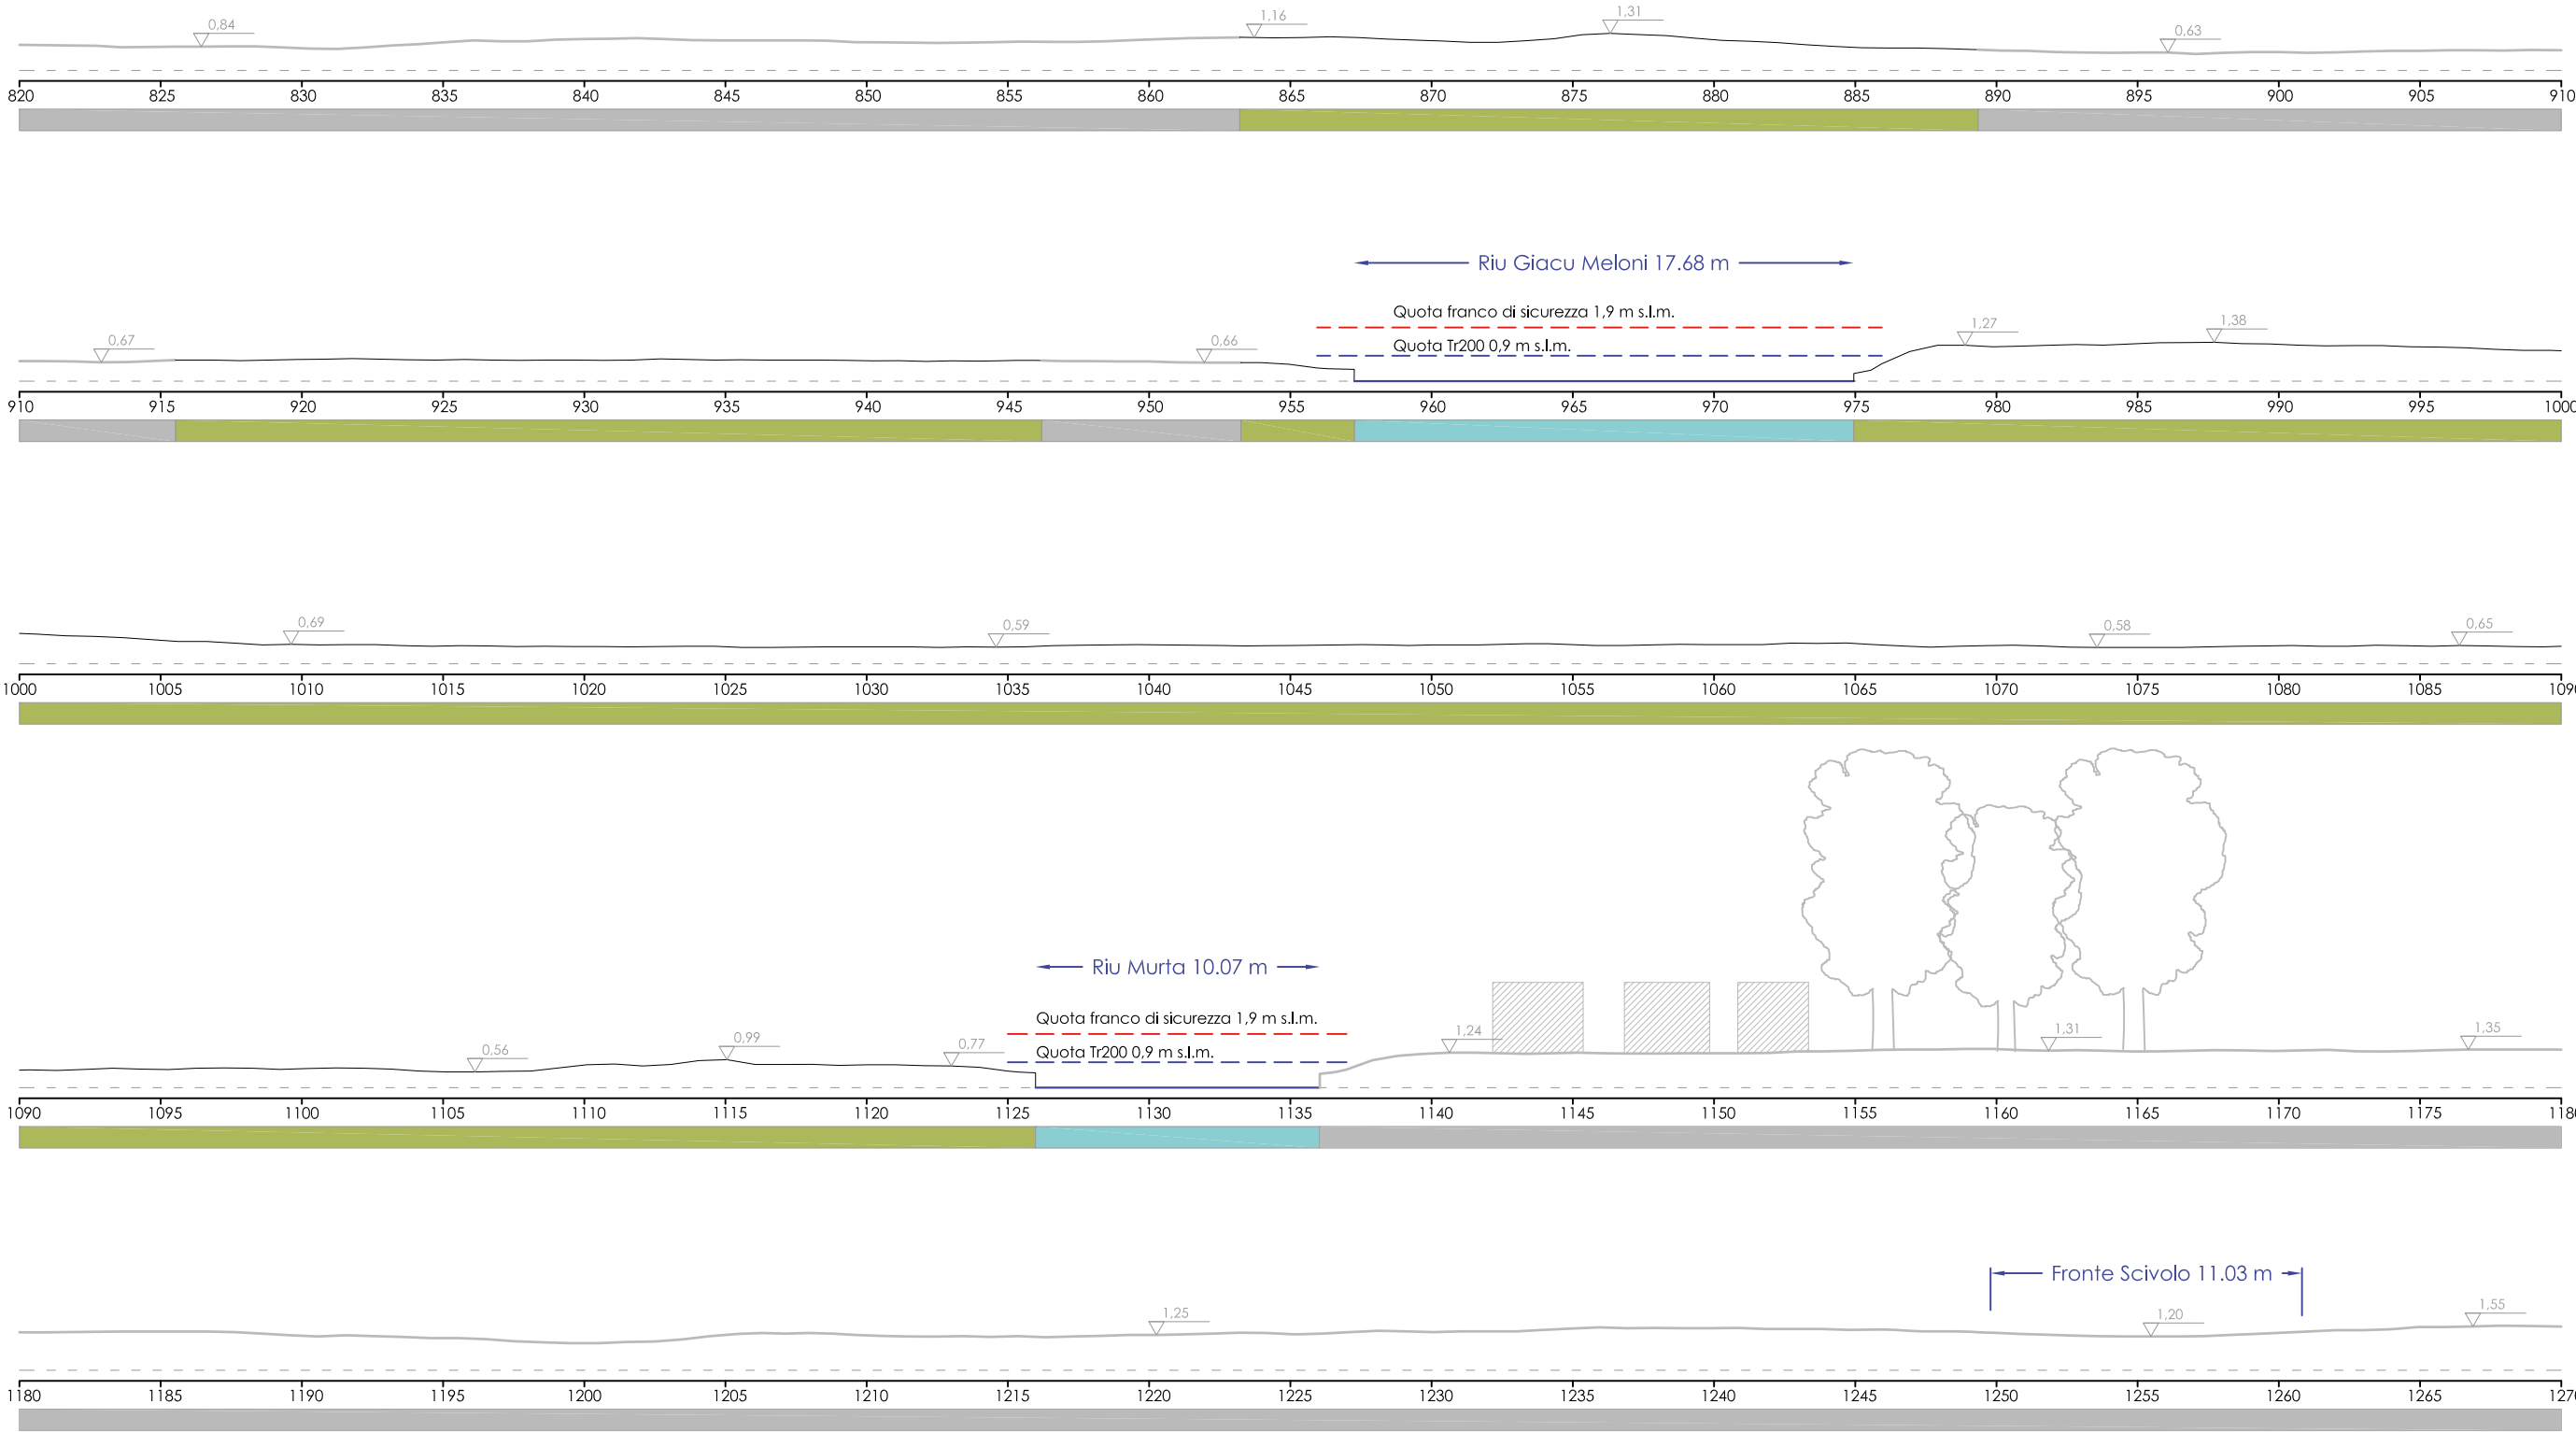 0,84
1,16
1,31
0,63
820 825 830 835 840 845 850 855 860 865 870 875 880 885 890 895 900 905 910
Riu Giacu Meloni 17.68 m
Quota franco di sicurezza 1,9 m s.l.m.
Quota Tr200 0,9 m s.l.m.
0,67
0,66
1,27
1,38
910 915 920 925 930 935 940 945 950 955 960 965 970 975 980 985 990 995 1000
0,69
0,59
0,58
0,65
1000 1005 1010 1015 1020 1025 1030 1035 1040 1045 1050 1055 1060 1065 1070 1075 1080 1085 1090
Riu Murta 10.07 m
Quota franco di sicurezza 1,9 m s.l.m.
Quota Tr200 0,9 m s.l.m.
0,56
0,99
0,77
1,24
1,31
1,35
1090 1095 1100 1105 1110 1115 1120 1125 1130 1135 1140 1145 1150 1155 1160 1165 1170 1175 1180
Fronte Scivolo 11.03 m
1,25
1,20
1,55
1180 1185 1190 1195 1200 1205 1210 1215 1220 1225 1230 1235 1240 1245 1250 1255 1260 1265 1270